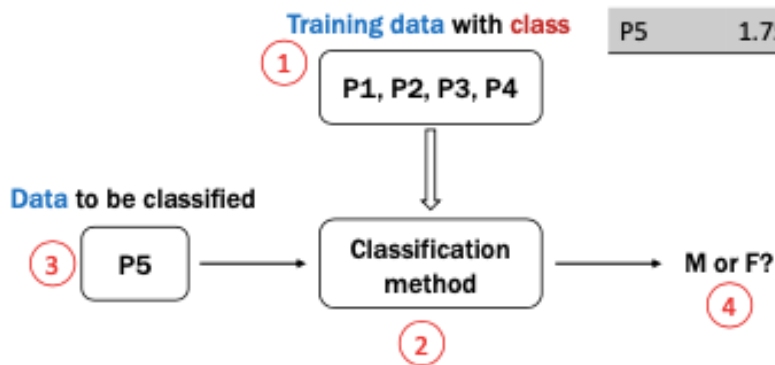 Training data with class
P5
1
P1, P2, P3, P4
Data to be classified
3
P5
Classification
method
M or F?
4
2